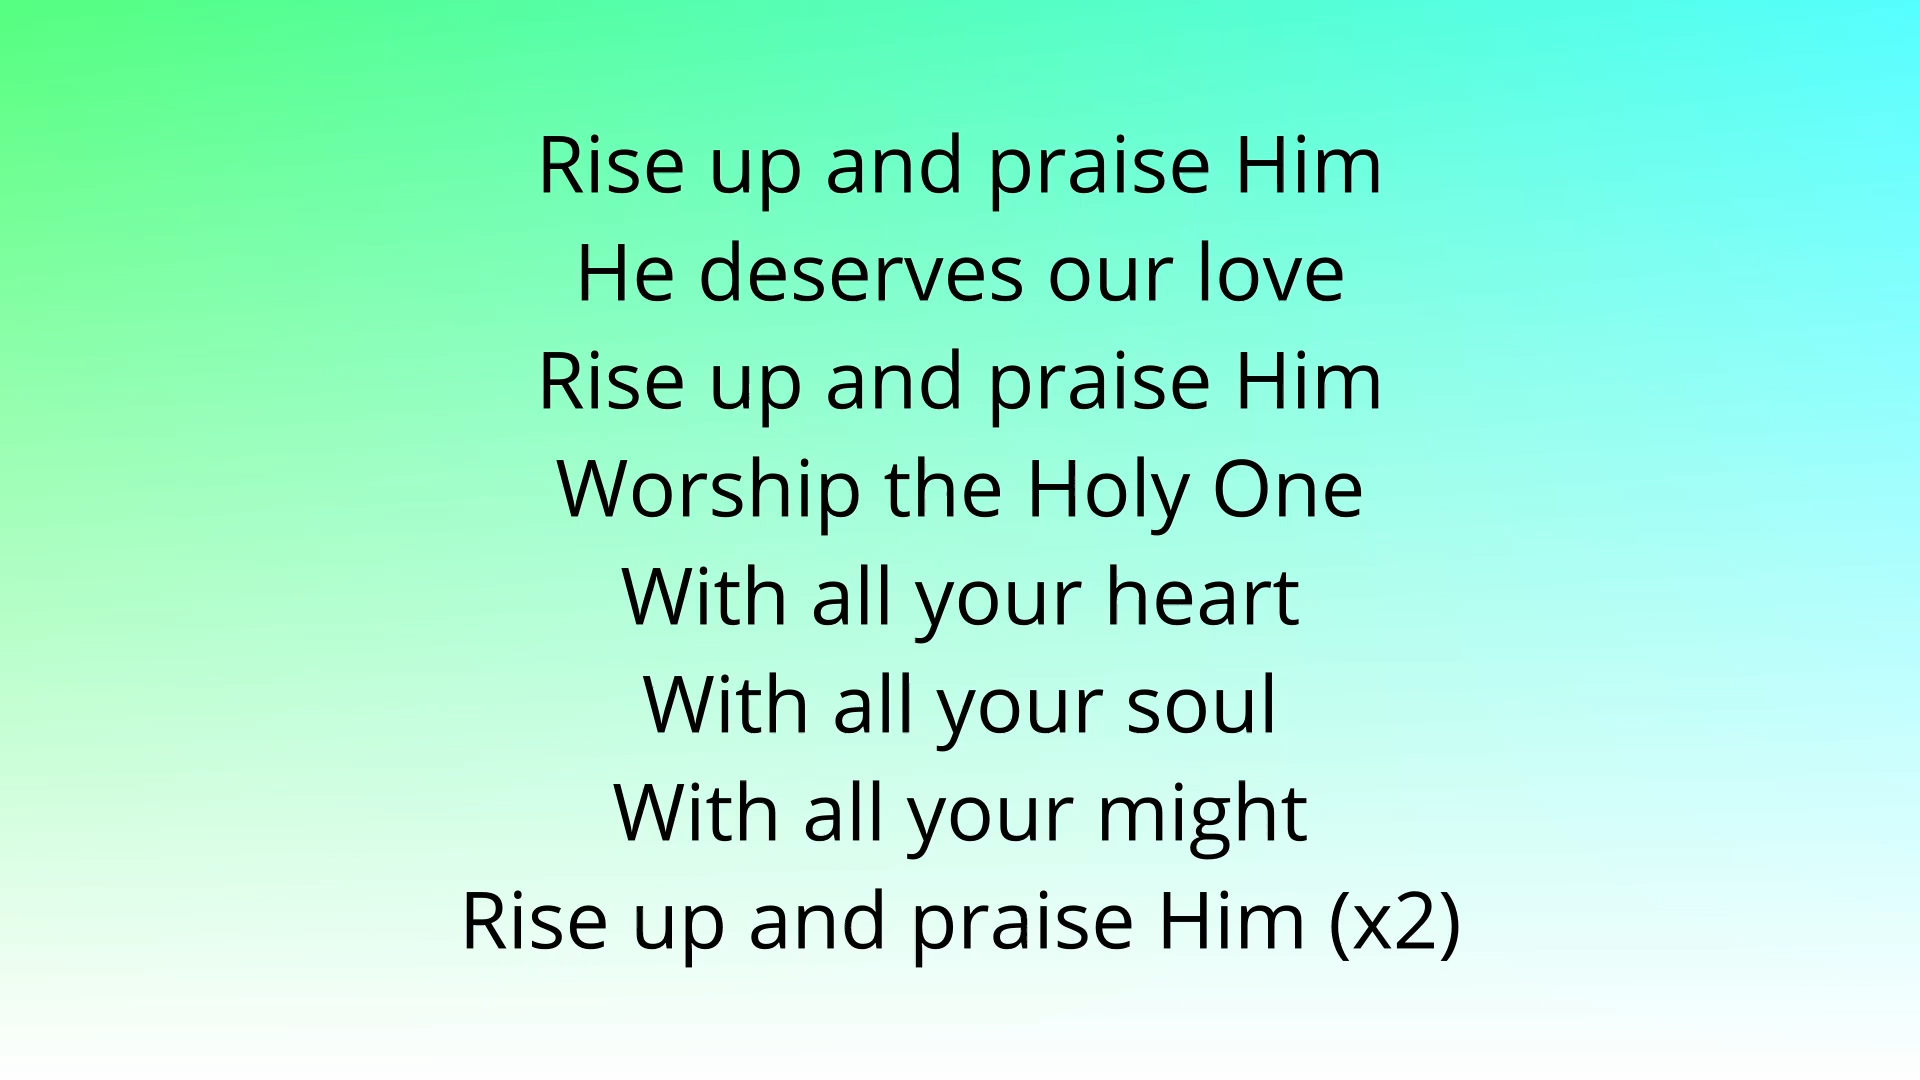 Rise up and praise Him
He deserves our love
Rise up and praise Him
Worship the Holy One
With all your heart
With all your soul
With all your might
Rise up and praise Him (x2)